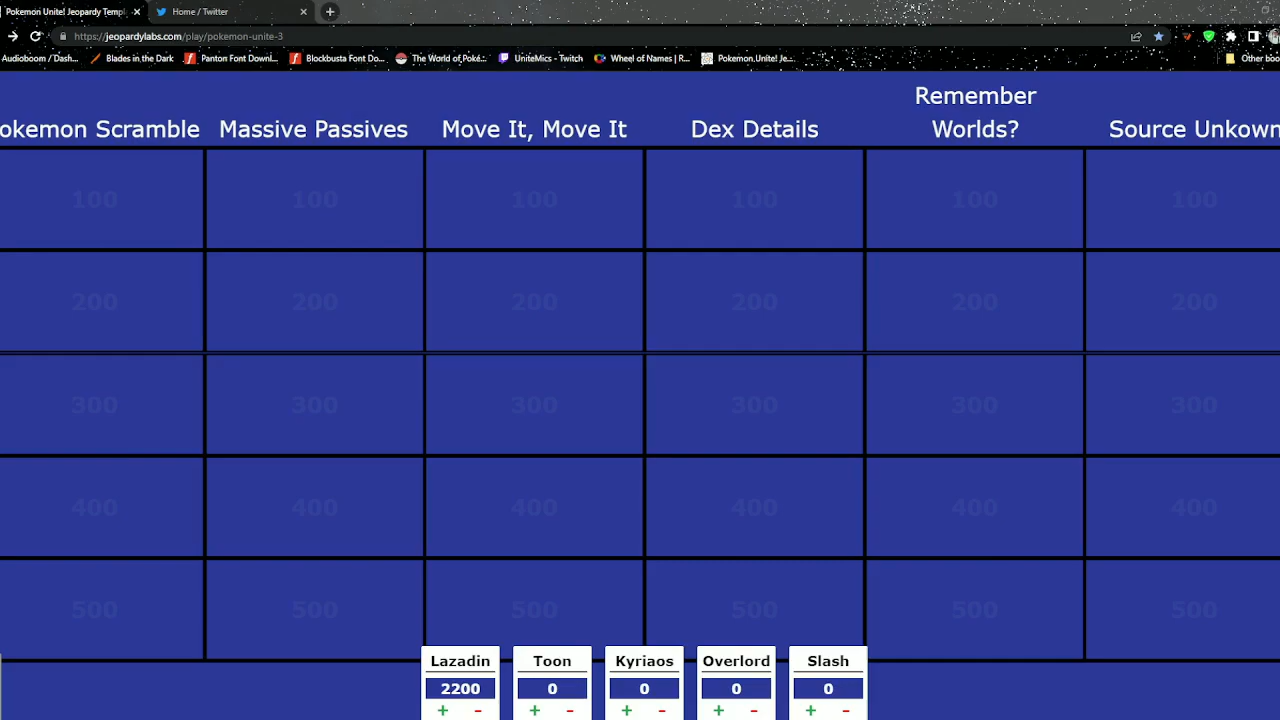 Pokemon Unite! Jeopardy Templ
Home / Twitter
https://jeopardylabs.com/play/pokemon-unite-3
Audioboom / Dash...
Blades in the Dark
Panton Font Downl...
Blockbusta Font Do...
The World of Poké...
UniteMics - Twitch
Wheel of Names | R...
Pokemon Unite! Je...
Other boo
okemon Scramble
Massive Passives
Move It, Move It
Dex Details
Remember
Worlds?
Source Unkown
100 100 100 100 100 100
200 200 200 200 200 200
300 300 300 300 300 300
400 400 400 400 400 400
500 500 500 500 500 500
Lazadin Toon Kyriaos Overlord Slash
2200 0 0 0 0
+ - + - + - + - + -